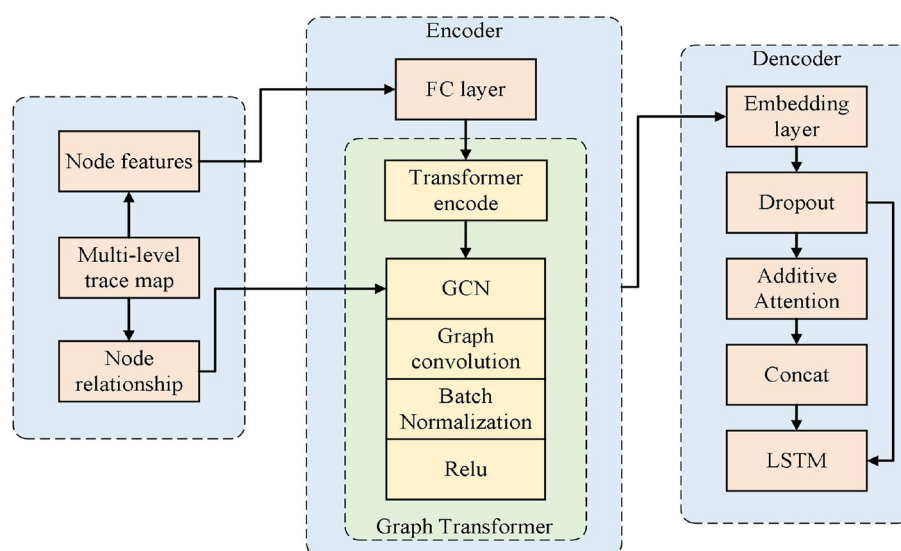 Node features
Multi-level
trace map
Node
relationship
Encoder
FC layer
Transformer
encode
GCN
Graph
convolution
Batch
Normalization
Relu
Graph Transformer
Dencoder
Embedding
layer
Dropout
Additive
Attention
Concat
LSTM